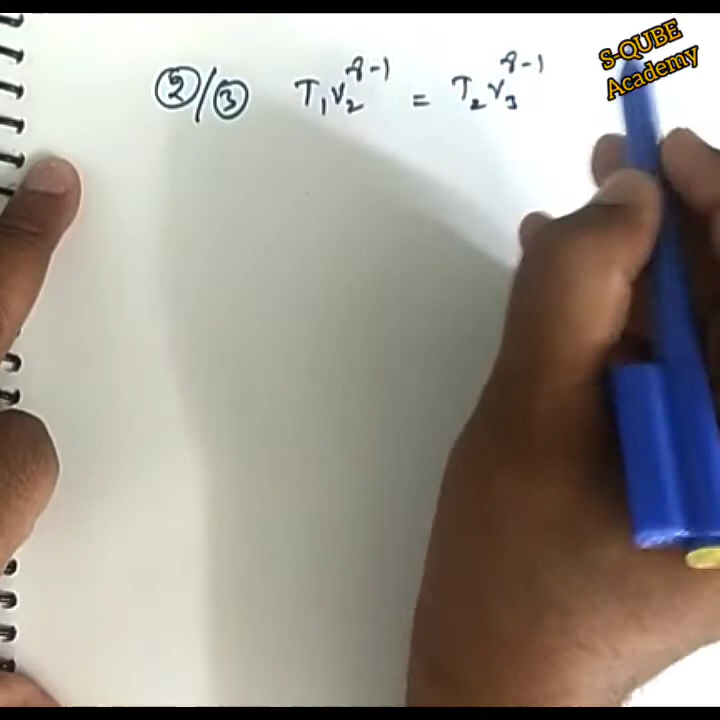 ②/③ T₁V₂^γ-1 = T₂V₃^γ-1
S-QUBE
Academy